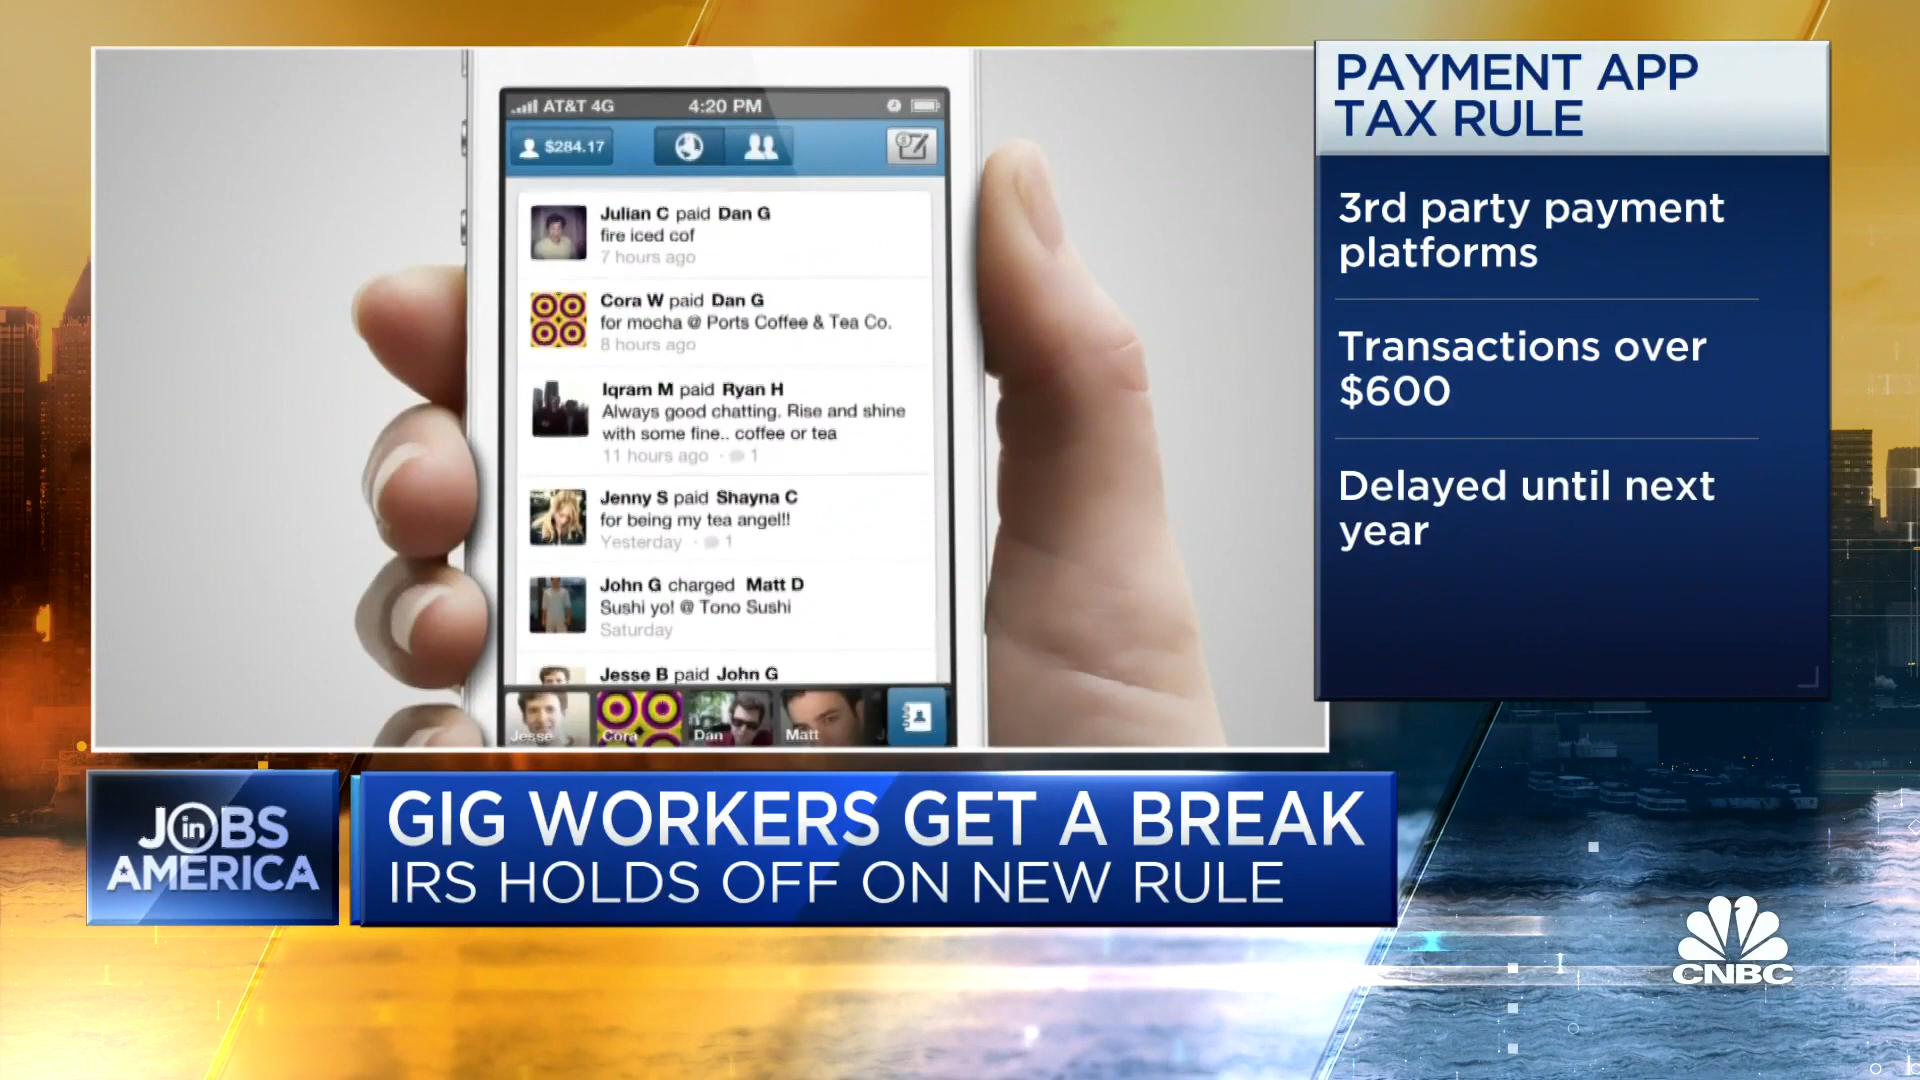 AT&T 4G 4:20 PM
$284.17
Julian C paid Dan G
fire iced cof
7 hours ago
Cora W paid Dan G
for mocha @ Ports Coffee & Tea Co.
8 hours ago
Iqram M paid Ryan H
Always good chatting. Rise and shine
with some fine.. coffee or tea
11 hours ago · 1
Jenny S paid Shayna C
for being my tea angel!!
Yesterday · 1
John G charged Matt D
Sushi yo! @ Tono Sushi
Saturday
Jesse B paid John G
Jesse Cora Dan Matt
PAYMENT APP
TAX RULE
3rd party payment
platforms
Transactions over
$600
Delayed until next
year
JOBS
in
AMERICA
GIG WORKERS GET A BREAK
IRS HOLDS OFF ON NEW RULE
CNBC